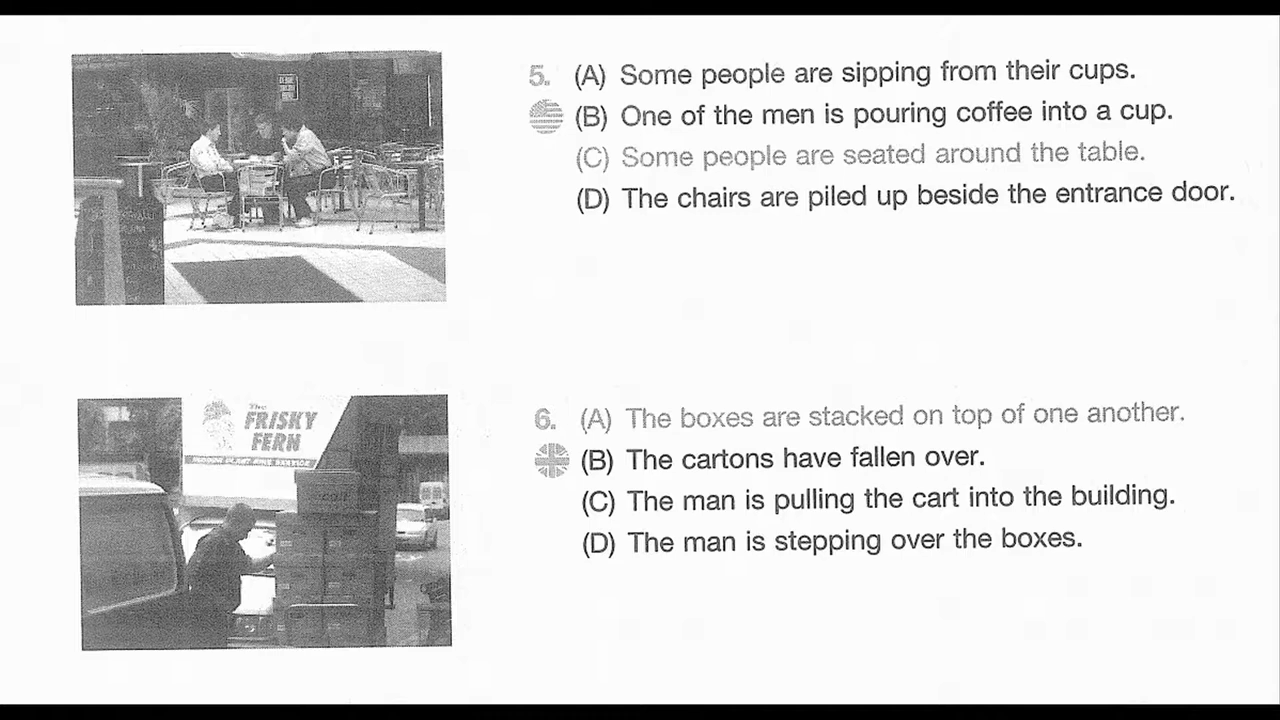 5. (A) Some people are sipping from their cups.
(B) One of the men is pouring coffee into a cup.
(C) Some people are seated around the table.
(D) The chairs are piled up beside the entrance door.
The
FRISKY
FERN
6. (A) The boxes are stacked on top of one another.
(B) The cartons have fallen over.
(C) The man is pulling the cart into the building.
(D) The man is stepping over the boxes.